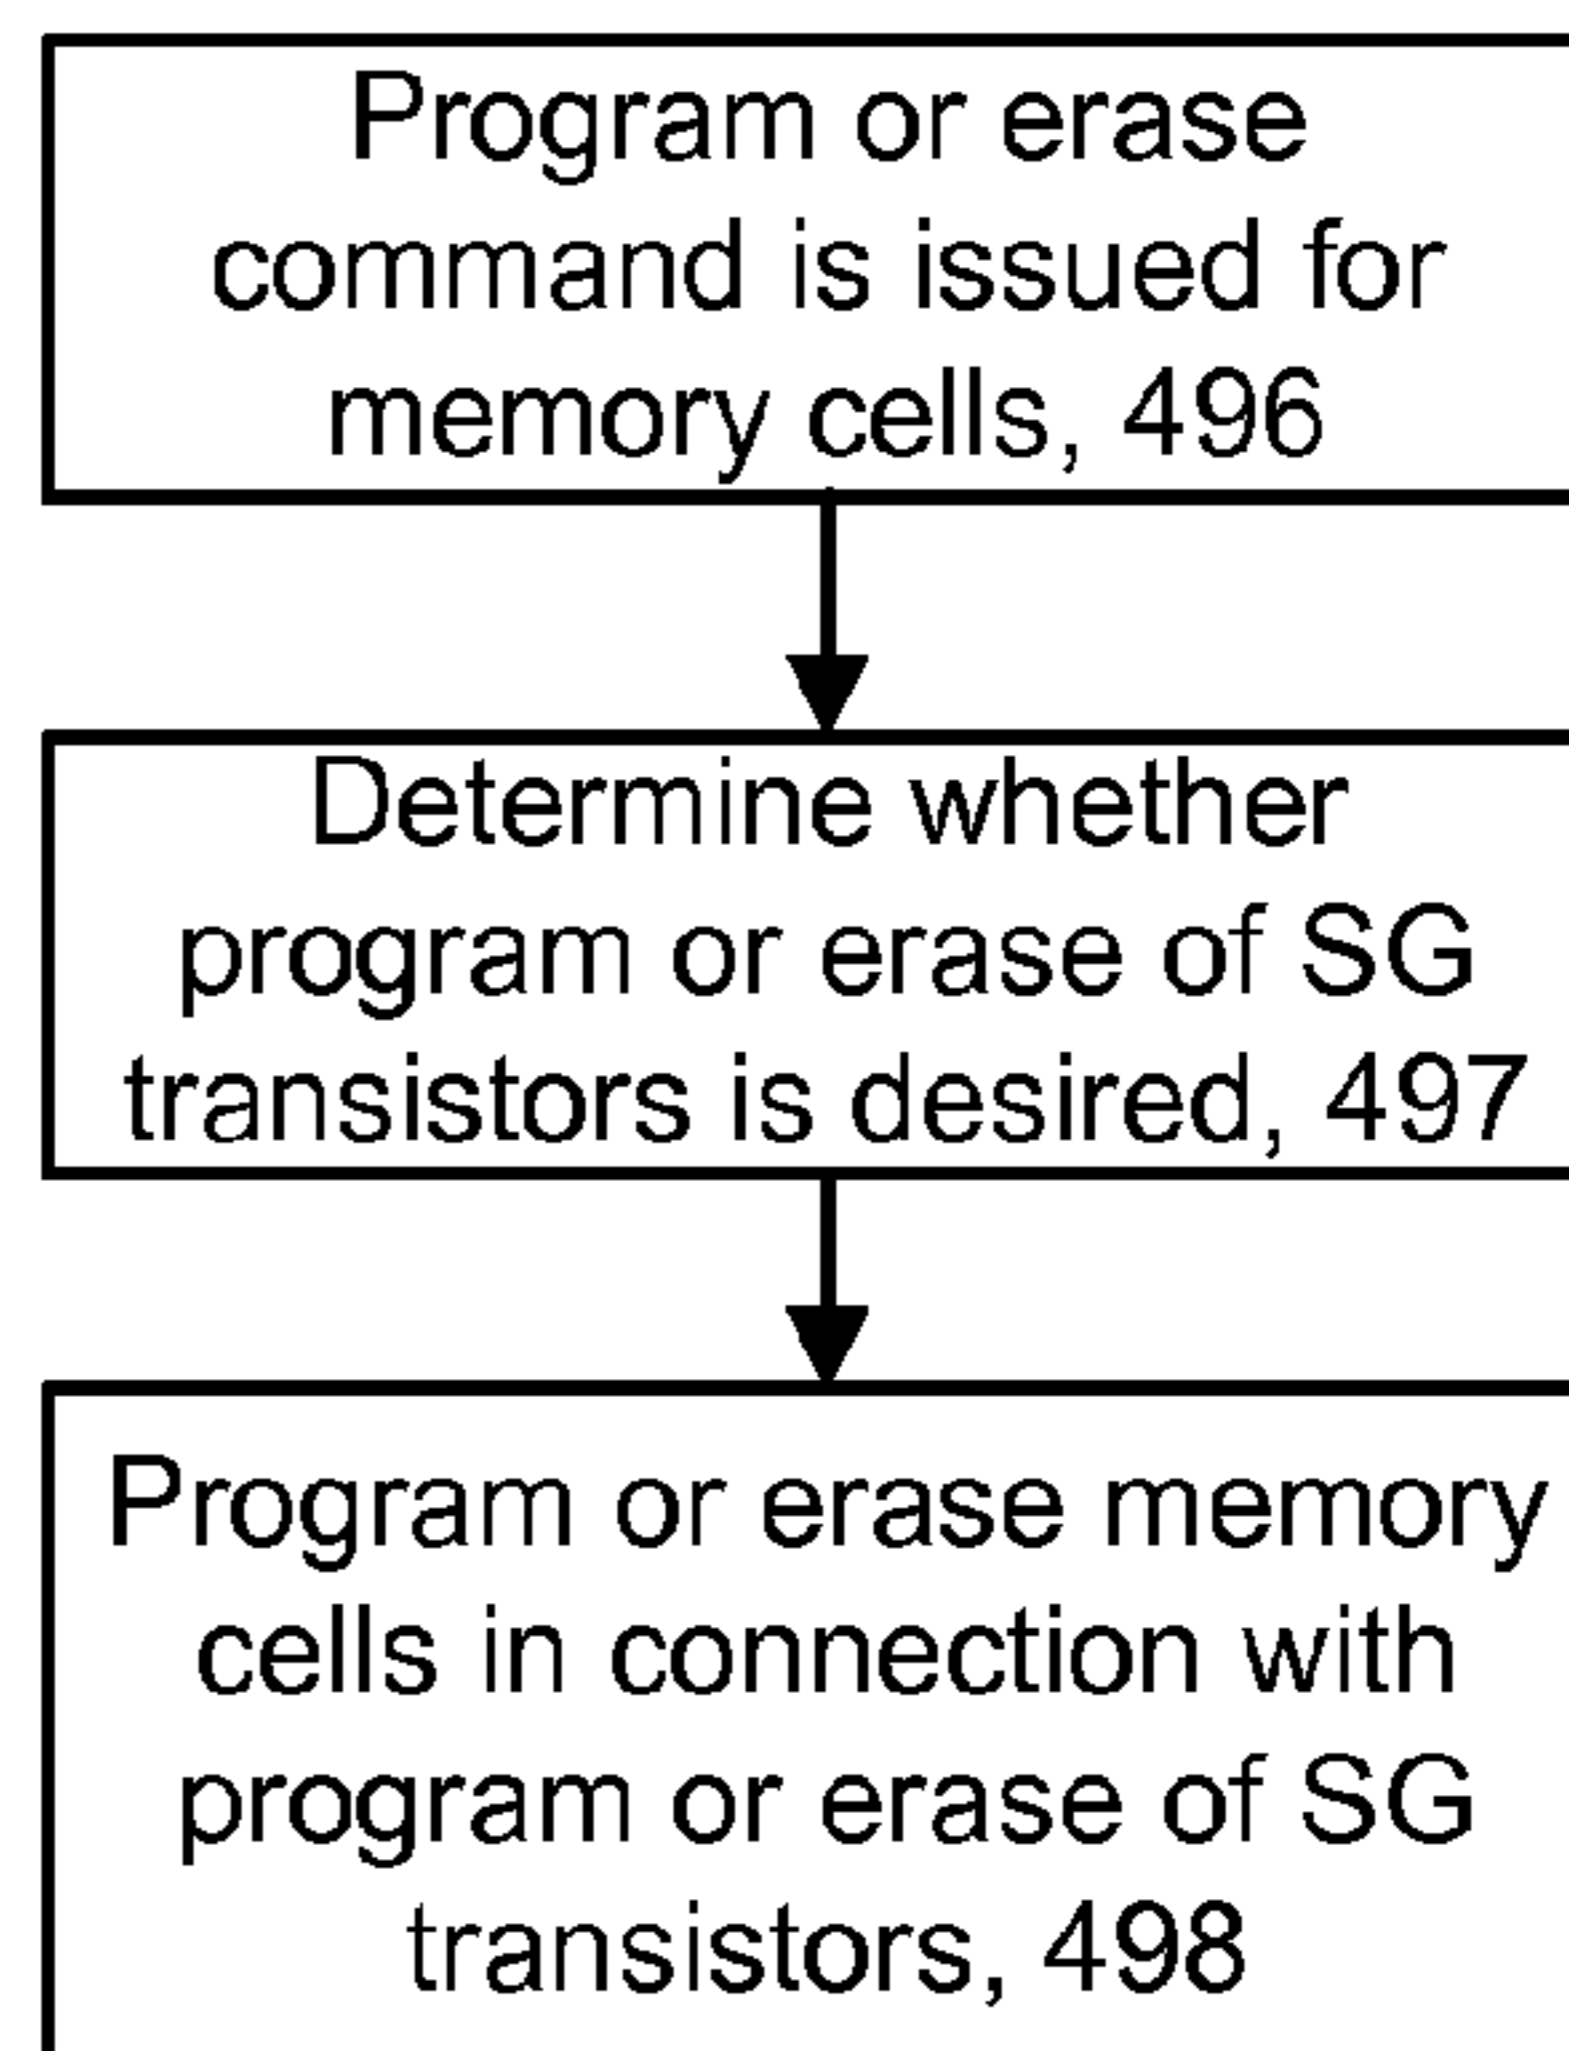 Program or erase
command is issued for
memory cells, 496
Determine whether
program or erase of SG
transistors is desired, 497
Program or erase memory
cells in connection with
program or erase of SG
transistors, 498